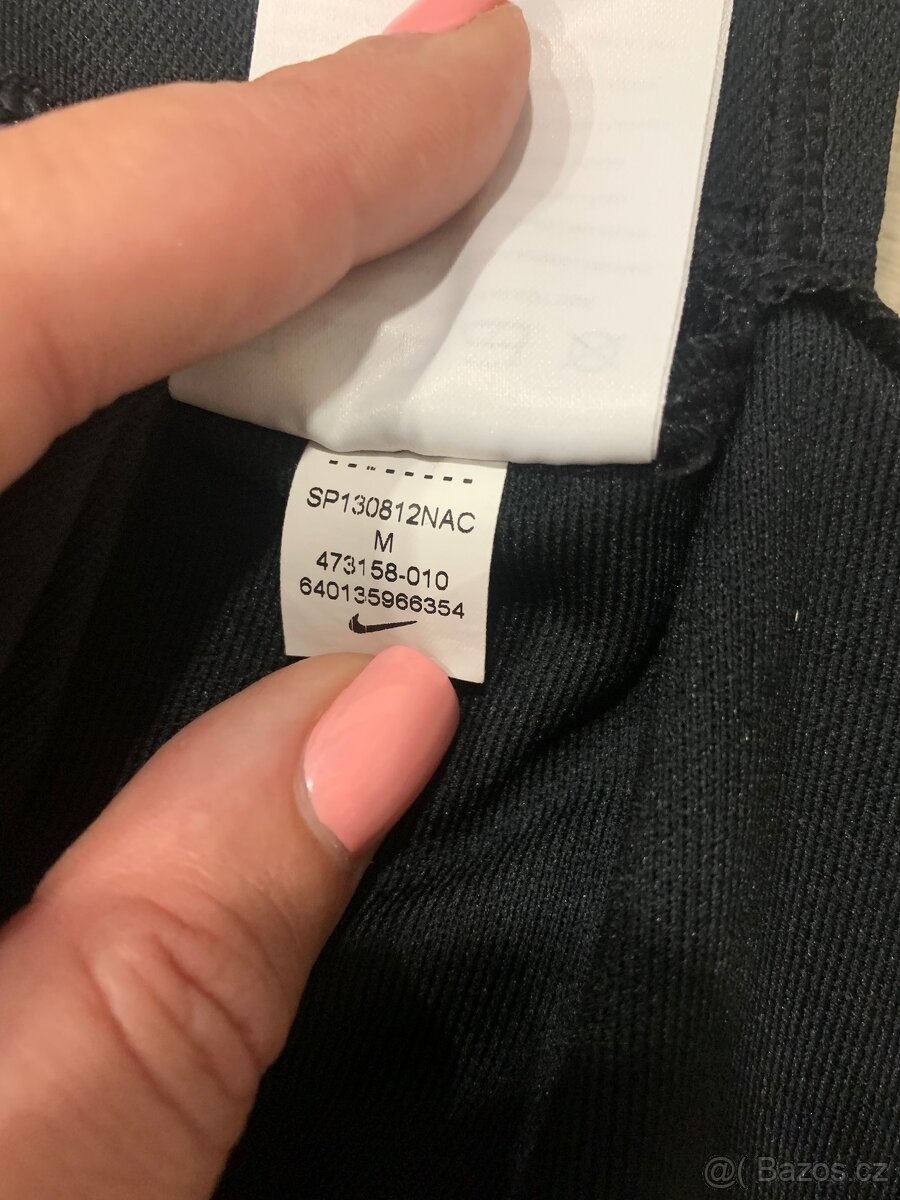 SP130812NAC
M
473158-010
640135966354
@( Bazos.cz